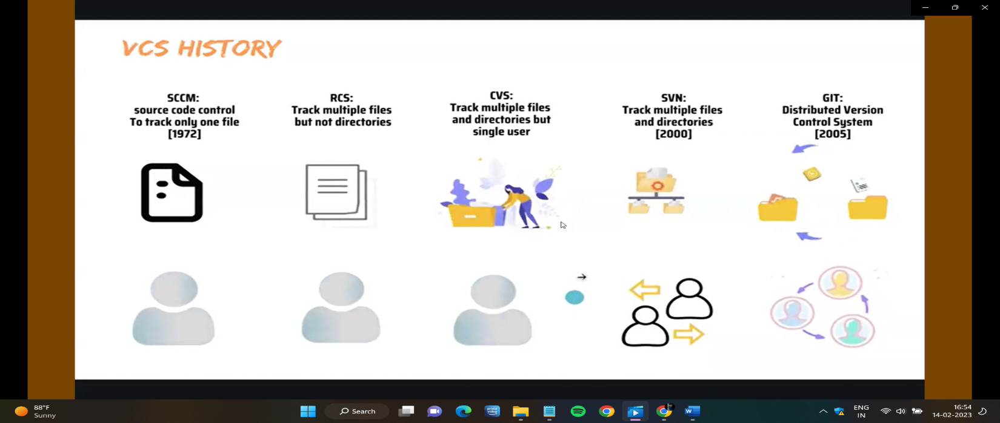 VCS HISTORY
SCCM:
source code control
To track only one file
[1972]
RCS:
Track multiple files
but not directories
CVS:
Track multiple files
and directories but
single user
SVN:
Track multiple files
and directories
[2000]
GIT:
Distributed Version
Control System
[2005]
88°F
Sunny
Search
prime video
W
ENG
IN
16:54
14-02-2023